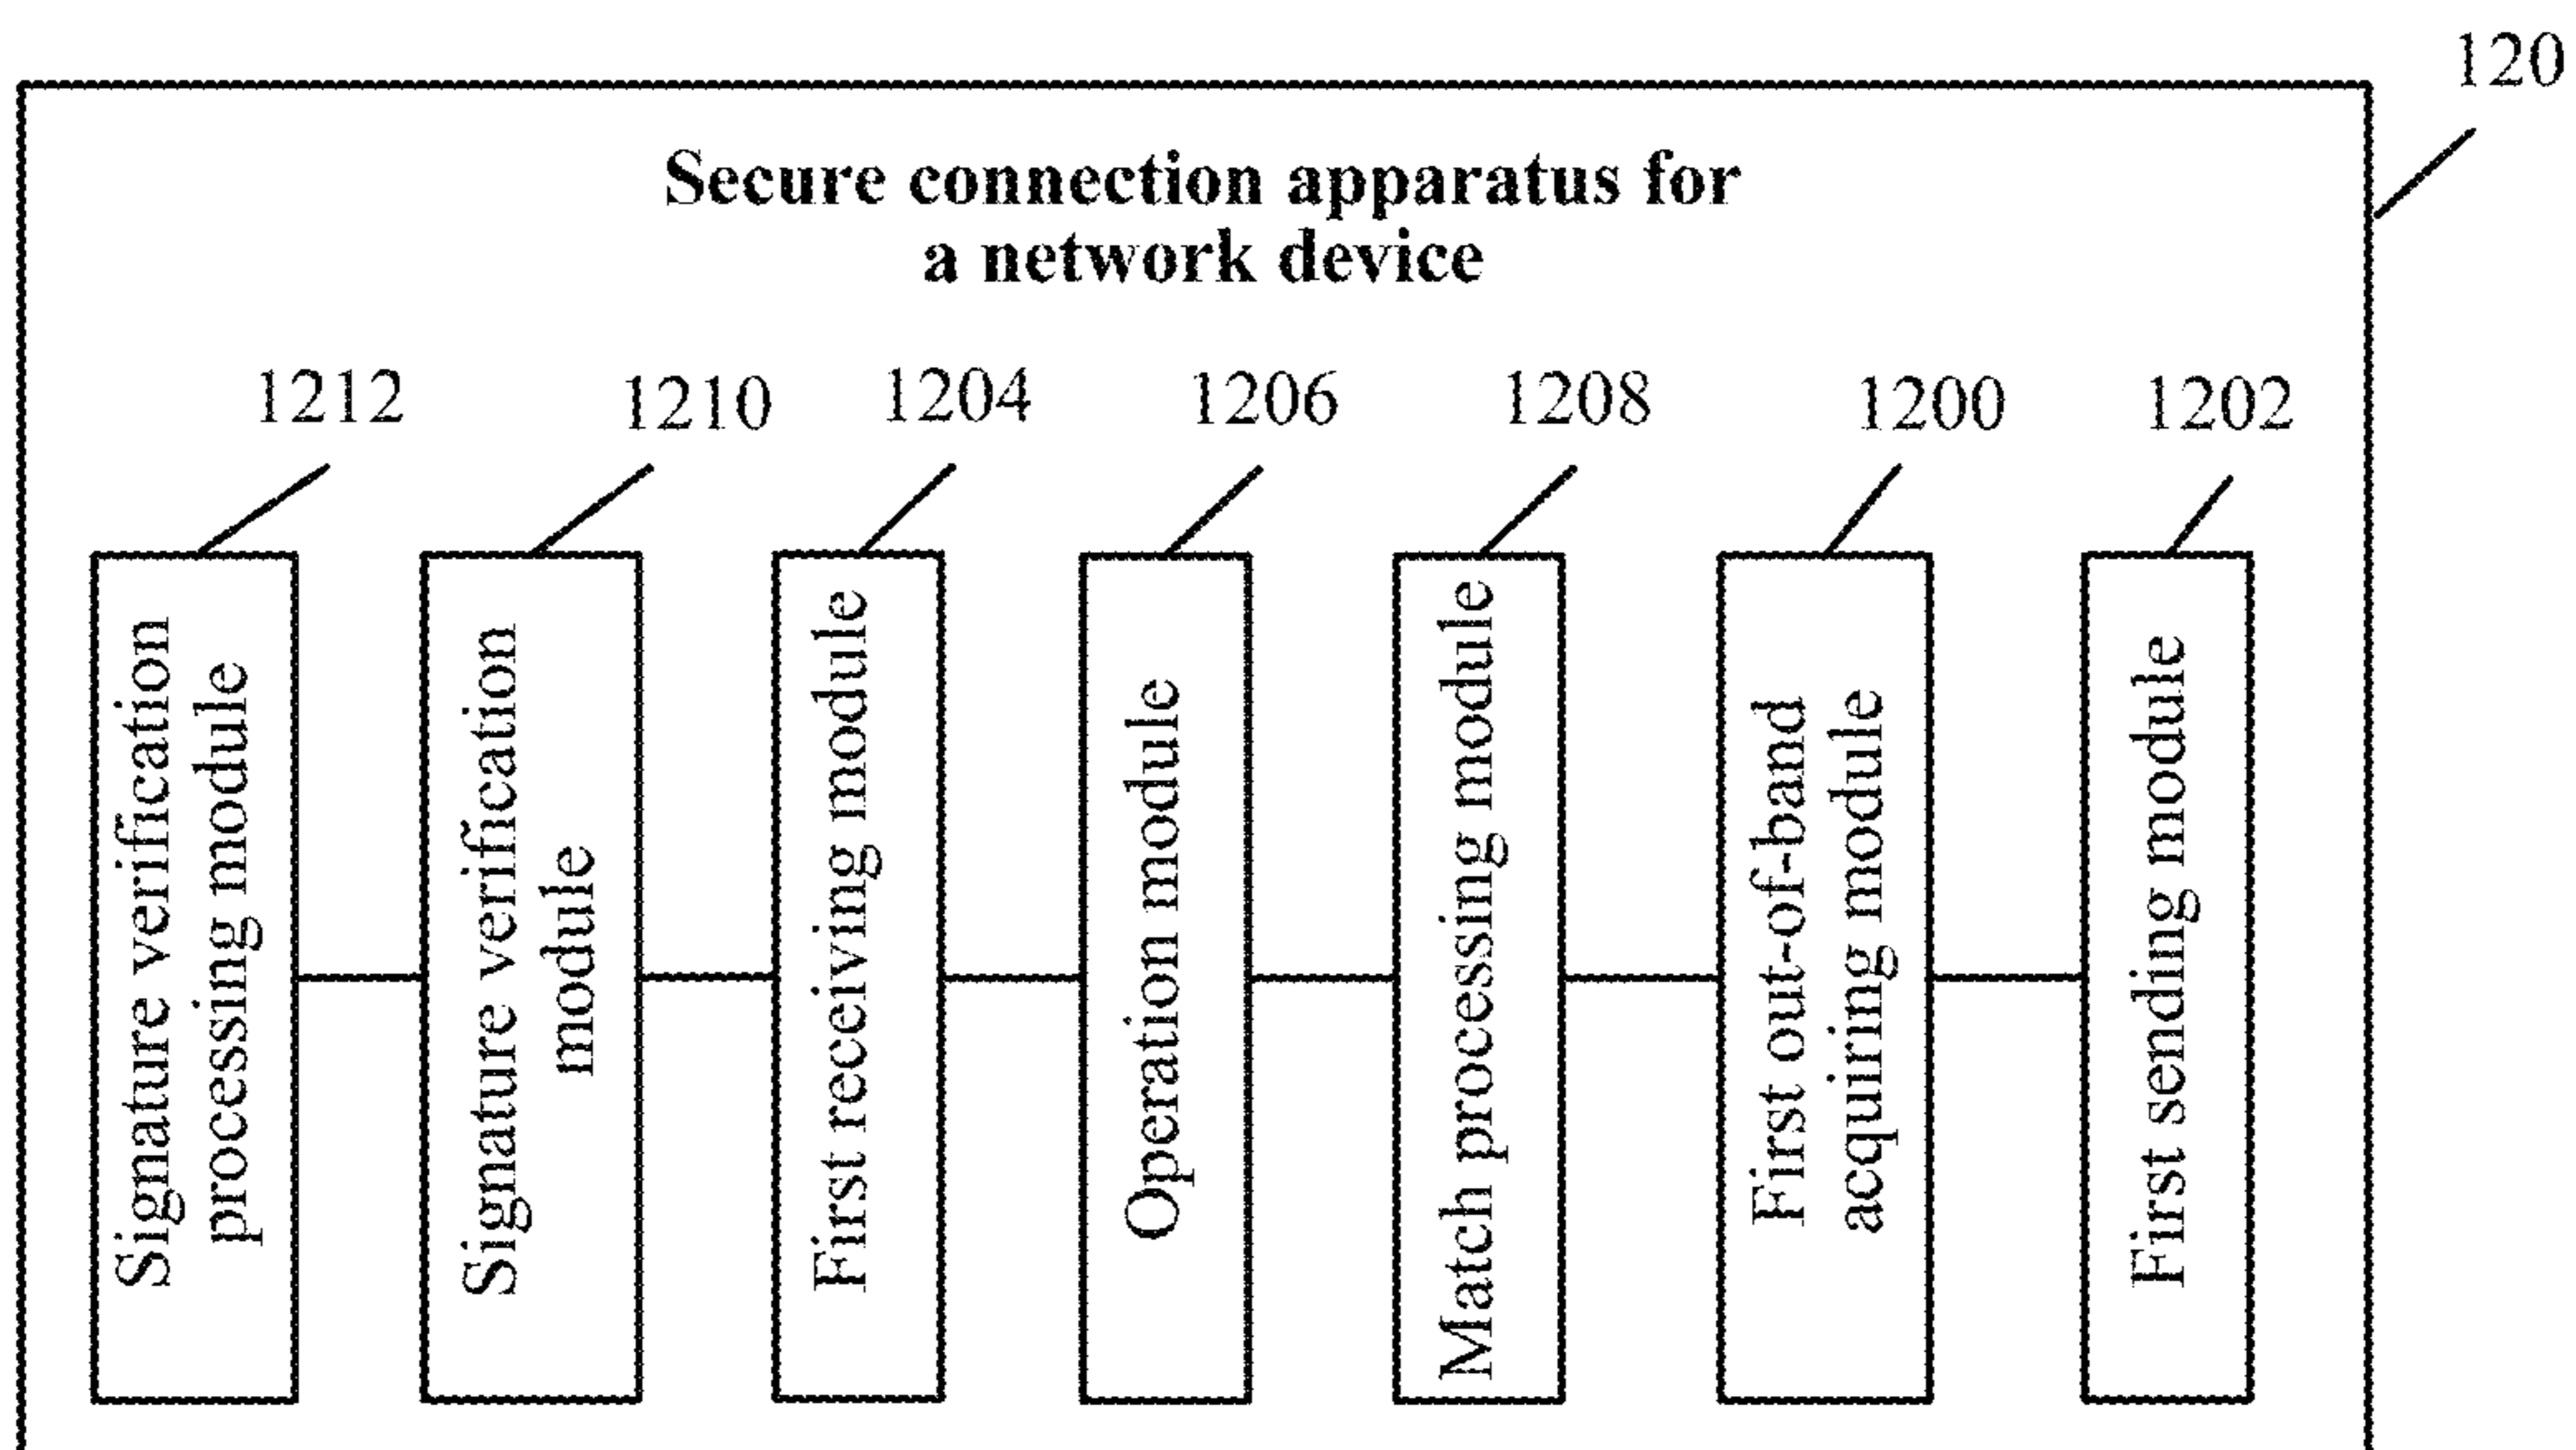 120
Secure connection apparatus for
a network device
1212
1210
1204
1206
1208
1200
1202
Signature verification
processing module
Signature verification
module
First receiving module
Operation module
Match processing module
First out-of-band
acquiring module
First sending module